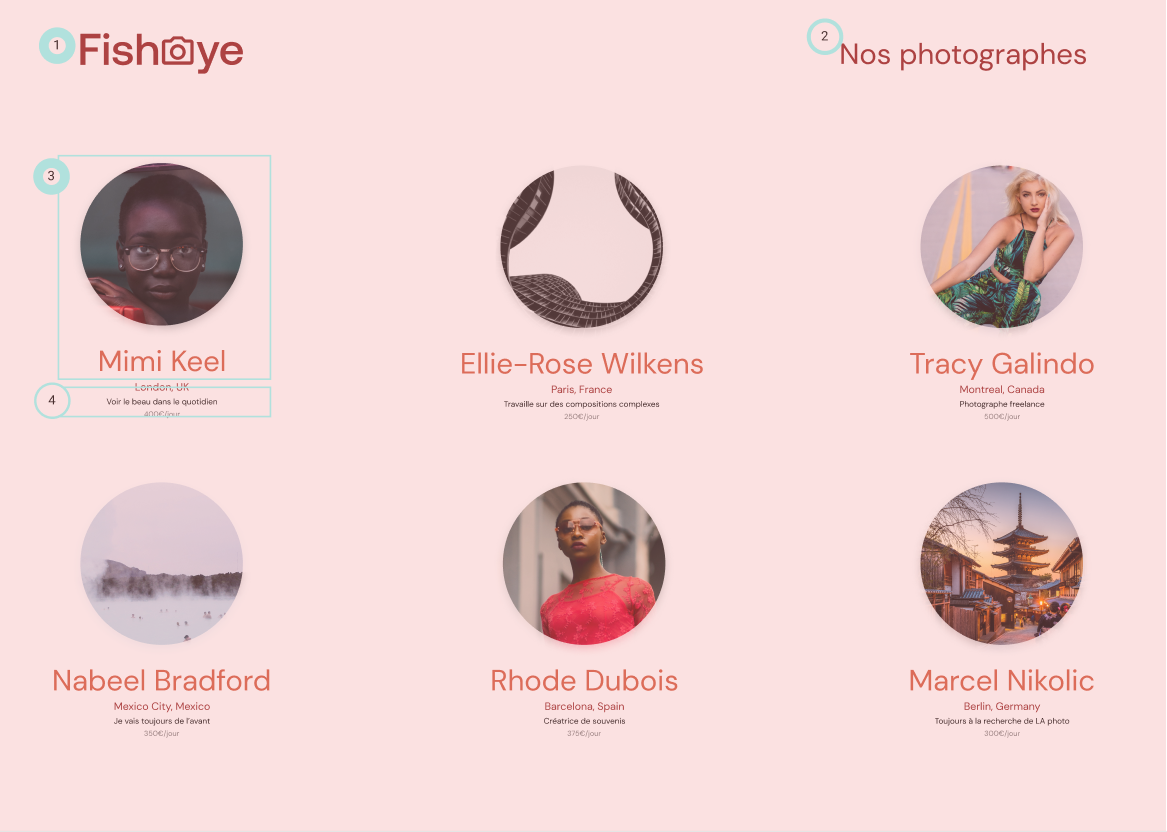 1 Fisheye
2 Nos photographes
3
Mimi Keel
London, UK
4 Voir le beau dans le quotidien
400€/jour
Ellie-Rose Wilkens
Paris, France
Travaille sur des compositions complexes
250€/jour
Tracy Galindo
Montreal, Canada
Photographe freelance
500€/jour
Nabeel Bradford
Mexico City, Mexico
Je vais toujours de l'avant
350€/jour
Rhode Dubois
Barcelona, Spain
Créatrice de souvenirs
375€/jour
Marcel Nikolic
Berlin, Germany
Toujours à la recherche de LA photo
300€/jour